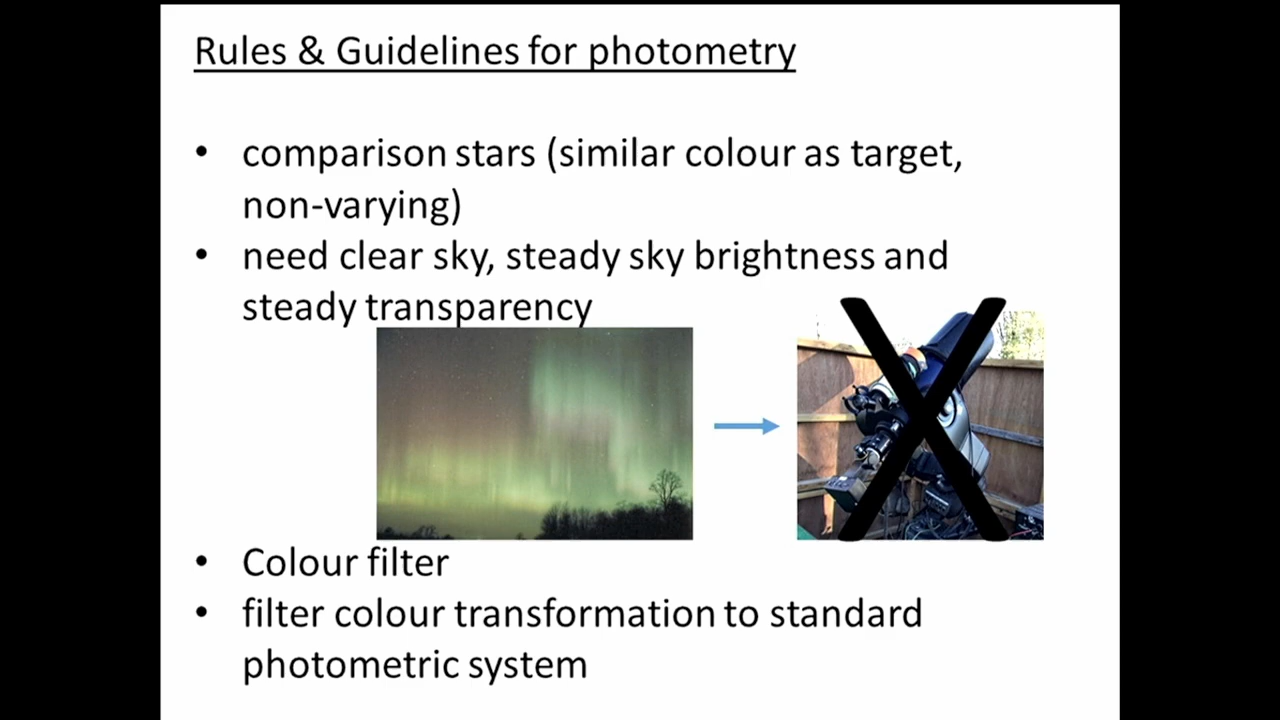 Rules & Guidelines for photometry
• comparison stars (similar colour as target,
non-varying)
• need clear sky, steady sky brightness and
steady transparency
• Colour filter
• filter colour transformation to standard
photometric system